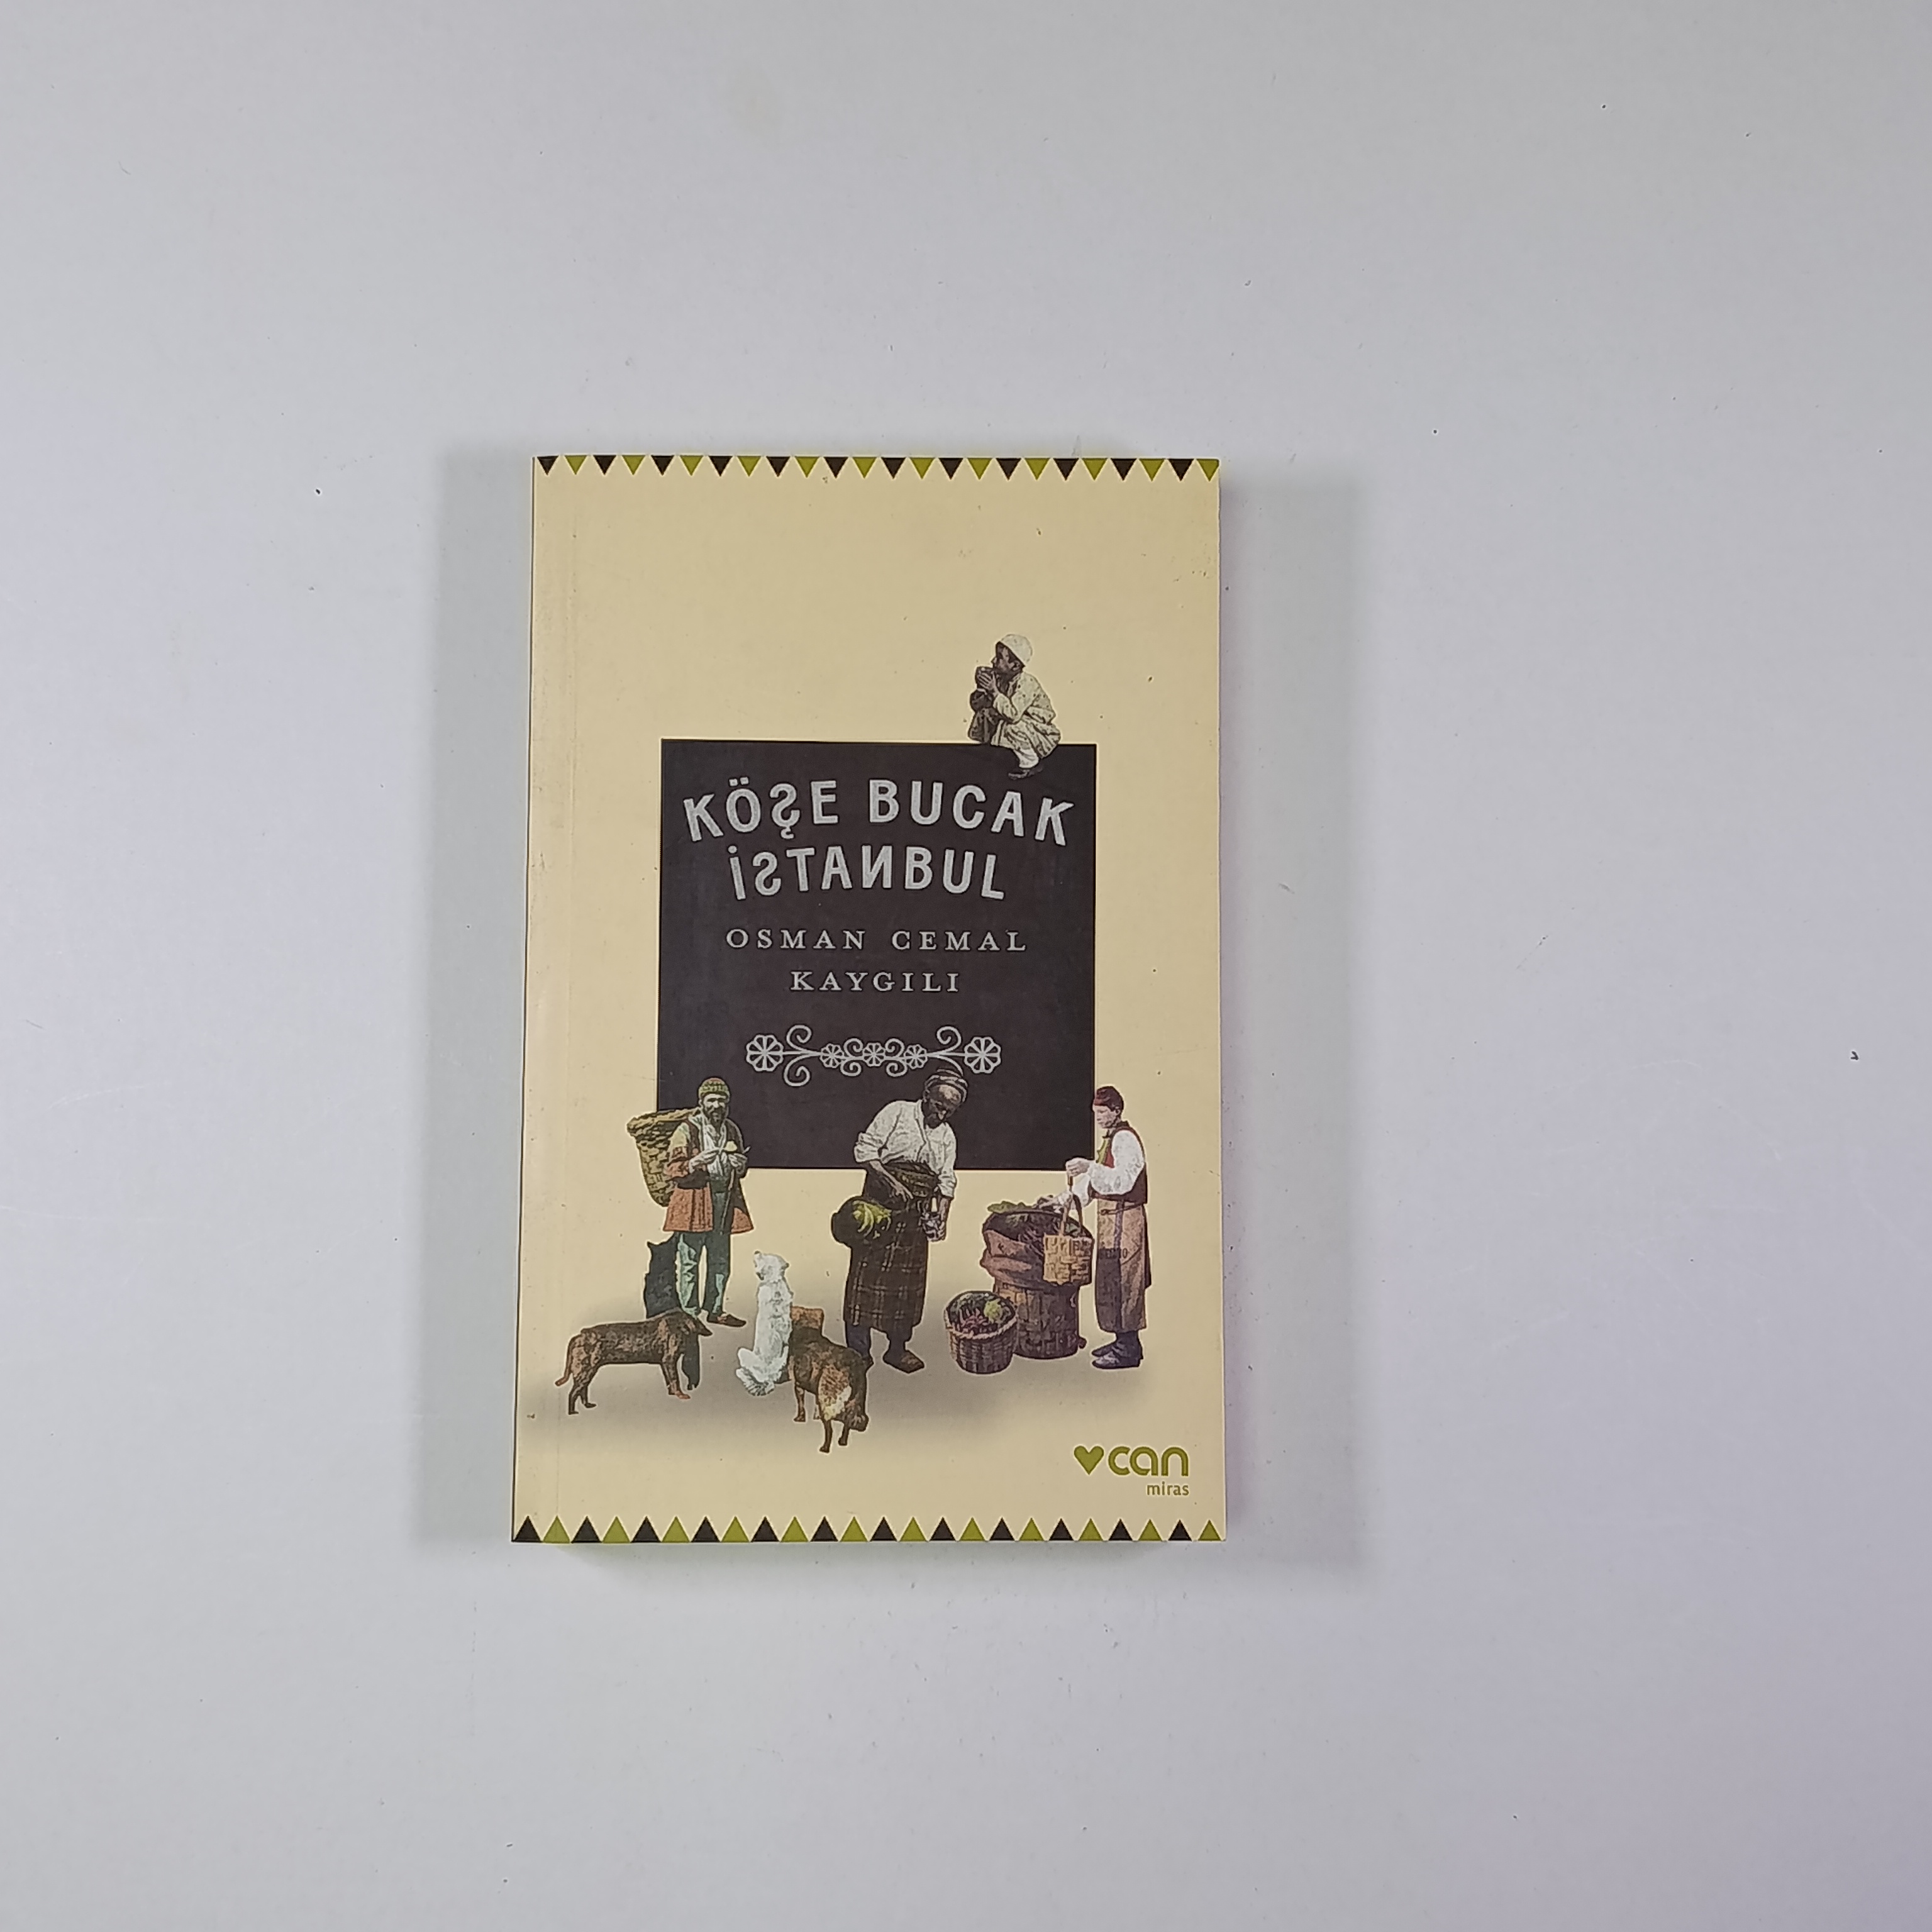 KÖŞE BUCAK
İSTANBUL
OSMAN CEMAL
KAYGILI
can
miras